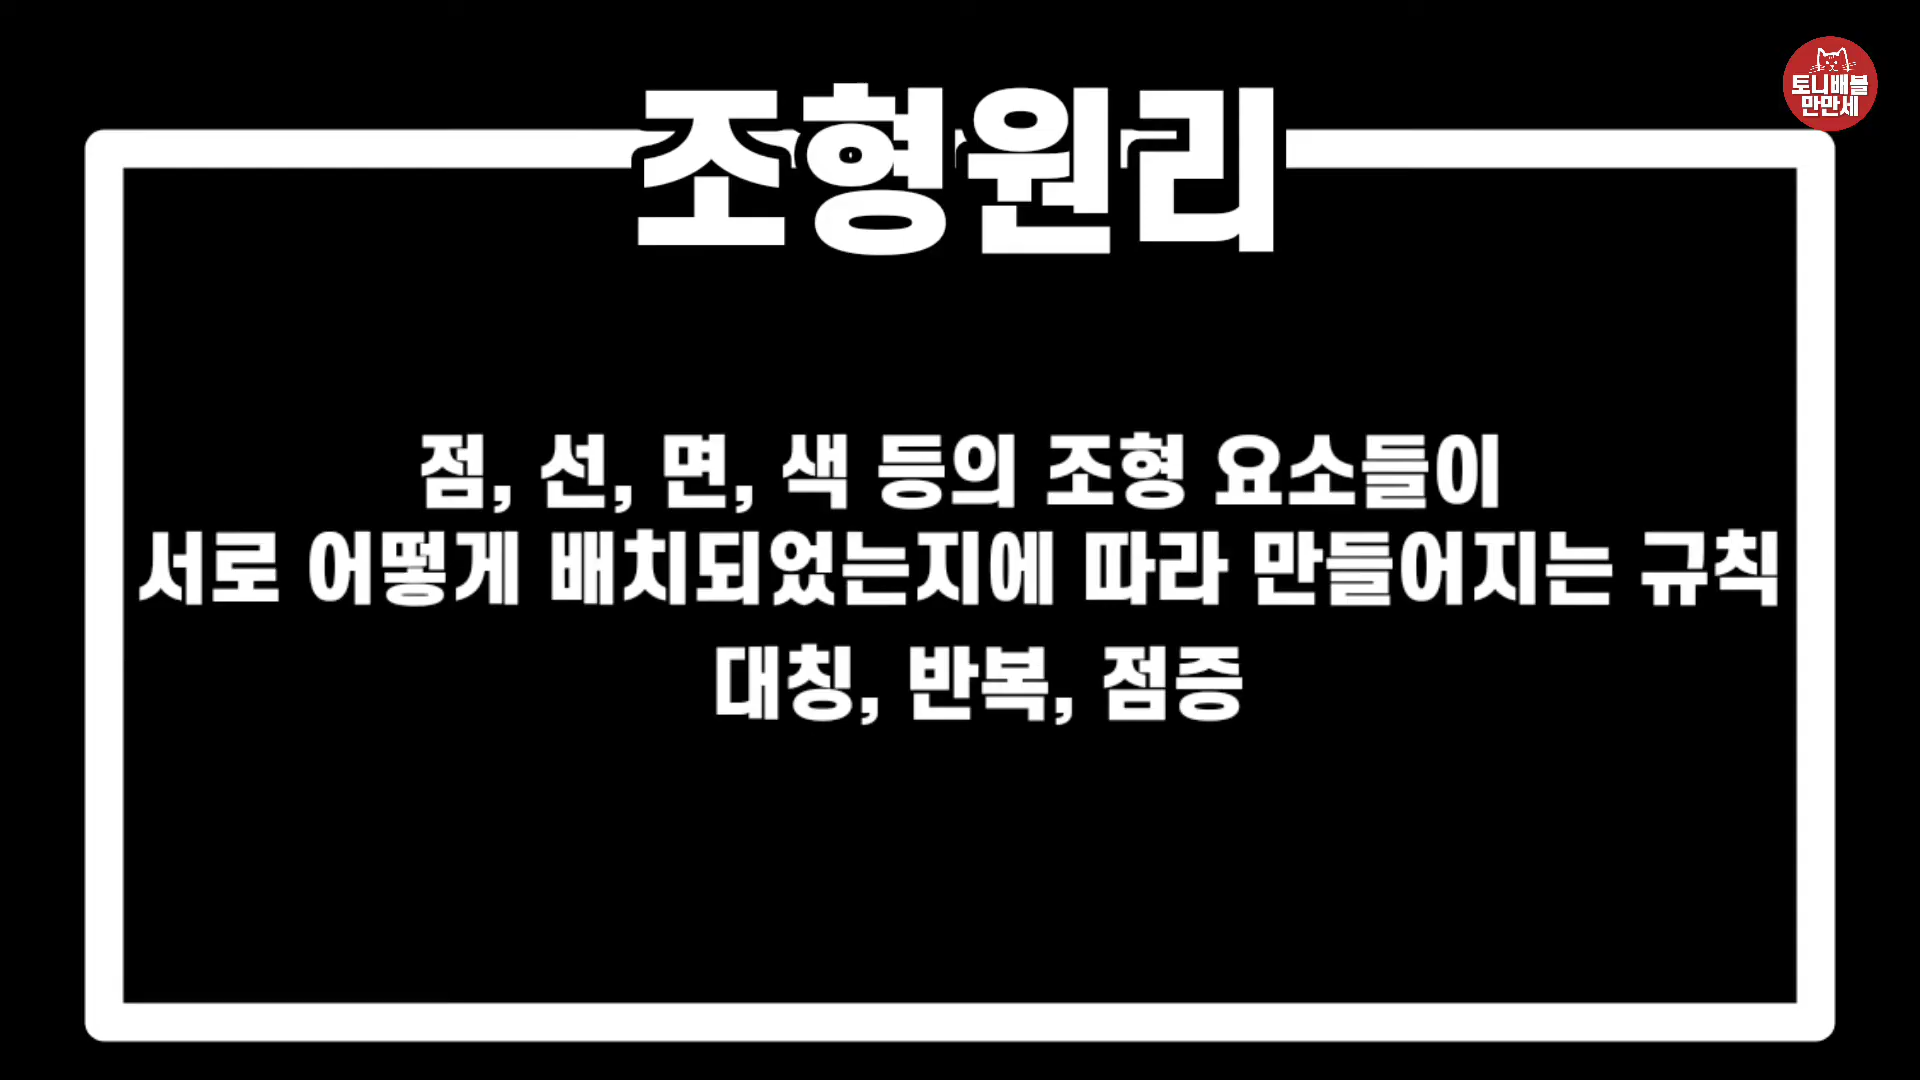 토니배블
만만세
조형원리
점, 선, 면, 색 등의 조형 요소들이
서로 어떻게 배치되었는지에 따라 만들어지는 규칙
대칭, 반복, 점증